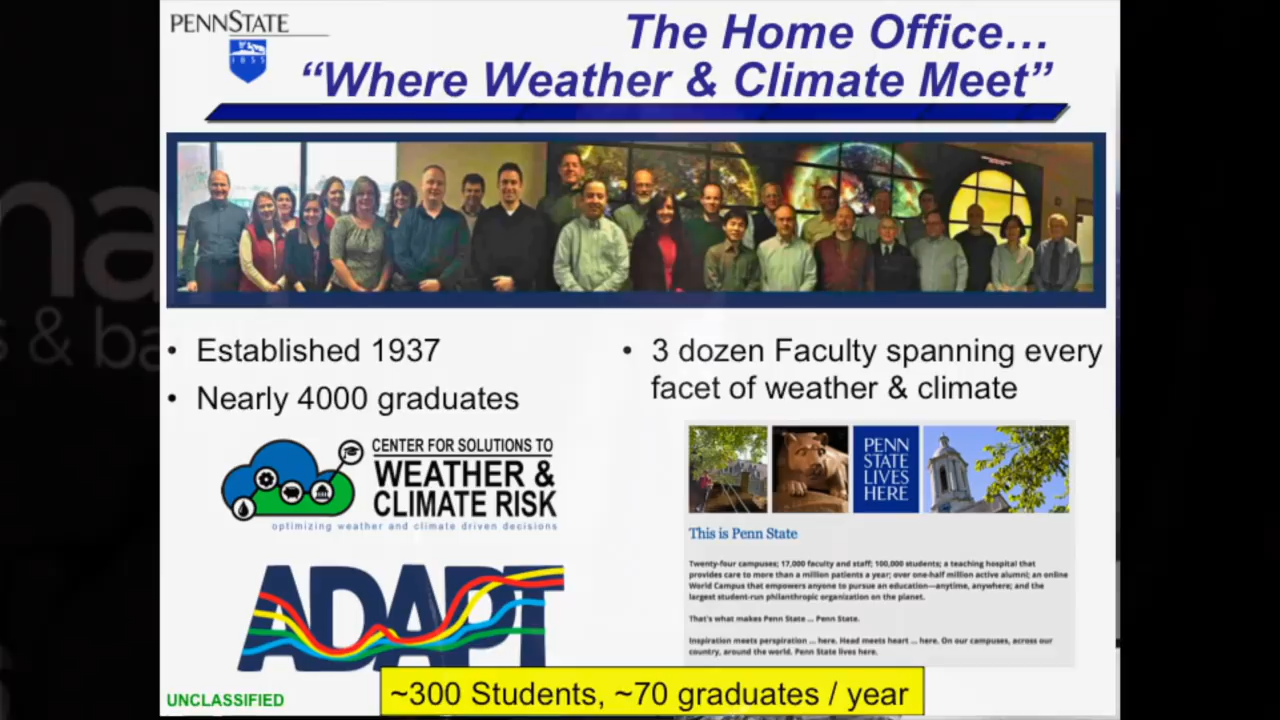 PENNSTATE
1855
The Home Office…
“Where Weather & Climate Meet”
• Established 1937
• Nearly 4000 graduates
• 3 dozen Faculty spanning every
facet of weather & climate
CENTER FOR SOLUTIONS TO
WEATHER &
CLIMATE RISK
optimizing weather and climate driven decisions
ADAPT
PENN
STATE
LIVES
HERE
This is Penn State
Twenty-four campuses; 17,000 faculty and staff; 100,000 students; a teaching hospital that
provides care to more than a million patients a year; over one-half million active alumni; an online
World Campus that empowers anyone to pursue an education—anytime, anywhere; and the
largest student-run philanthropic organization on the planet.
That's what makes Penn State ... Penn State.
Inspiration meets perspiration ... here. Head meets heart ... here. On our campuses, across our
country, around the world. Penn State lives here.
~300 Students, ~70 graduates / year
UNCLASSIFIED
na
s & ba